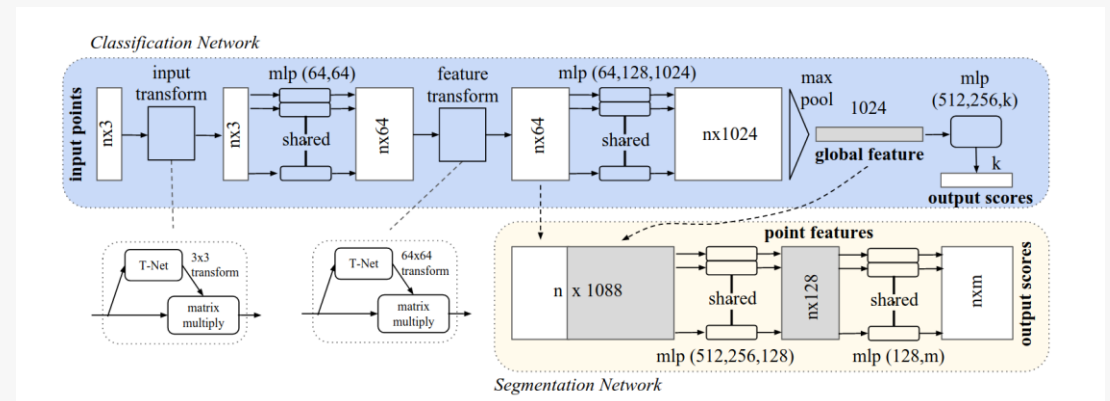 Classification Network
input points
nx3
input
transform
nx3
mlp (64,64)
shared
nx64
feature
transform
nx64
mlp (64,128,1024)
shared
nx1024
max
pool
1024
global feature
mlp
(512,256,k)
k
output scores
T-Net
3x3
transform
matrix
multiply
T-Net
64x64
transform
matrix
multiply
point features
n x 1088
shared
mlp (512,256,128)
nx128
shared
mlp (128,m)
nxm
output scores
Segmentation Network